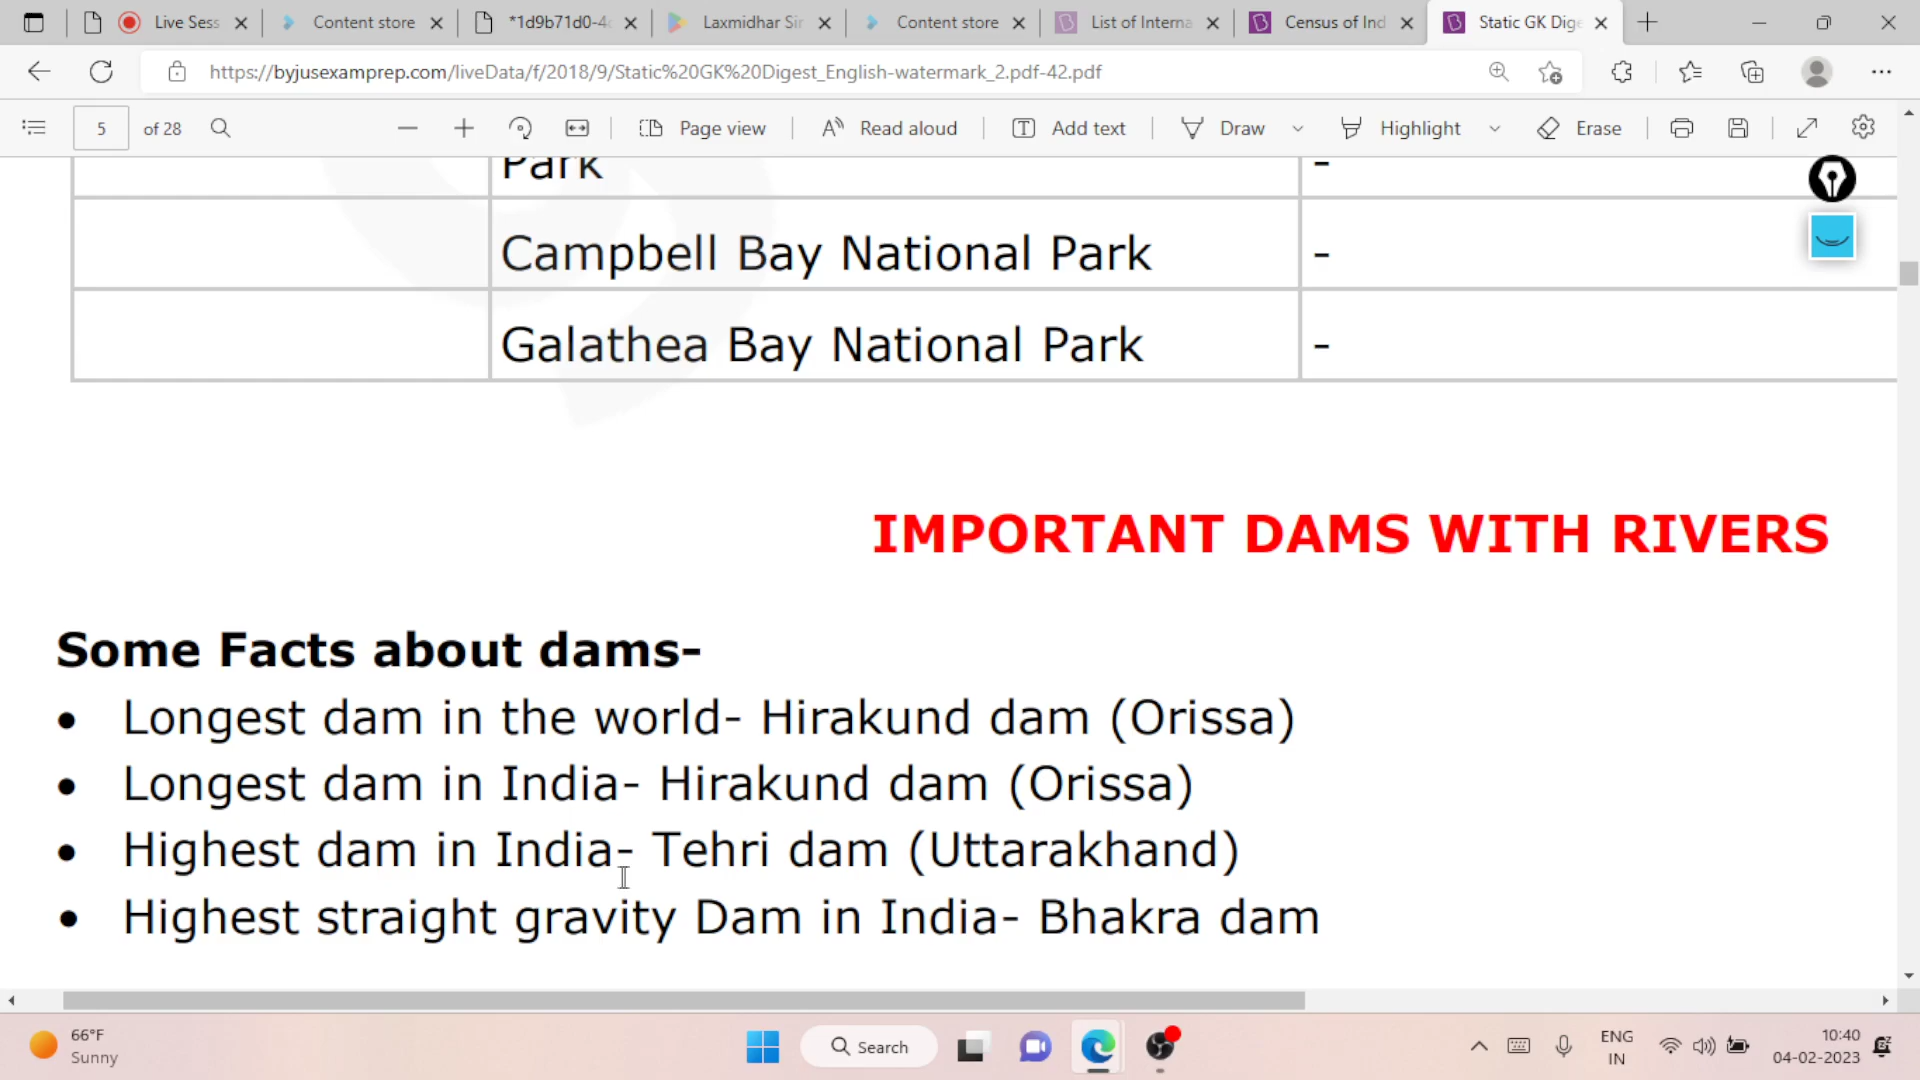 Live Sess
Content store
*1d9b71d0-4
Laxmidhar Sir
Content store
List of Interna
Census of Ind
Static GK Dige
https://byjusexamprep.com/liveData/f/2018/9/Static%20GK%20Digest_English-watermark_2.pdf-42.pdf
5 of 28
Page view
Read aloud
Add text
Draw
Highlight
Erase
Park -
Campbell Bay National Park -
Galathea Bay National Park -
IMPORTANT DAMS WITH RIVERS
Some Facts about dams-
• Longest dam in the world- Hirakund dam (Orissa)
• Longest dam in India- Hirakund dam (Orissa)
• Highest dam in India- Tehri dam (Uttarakhand)
• Highest straight gravity Dam in India- Bhakra dam
66°F
Sunny
Search
ENG
IN
10:40
04-02-2023